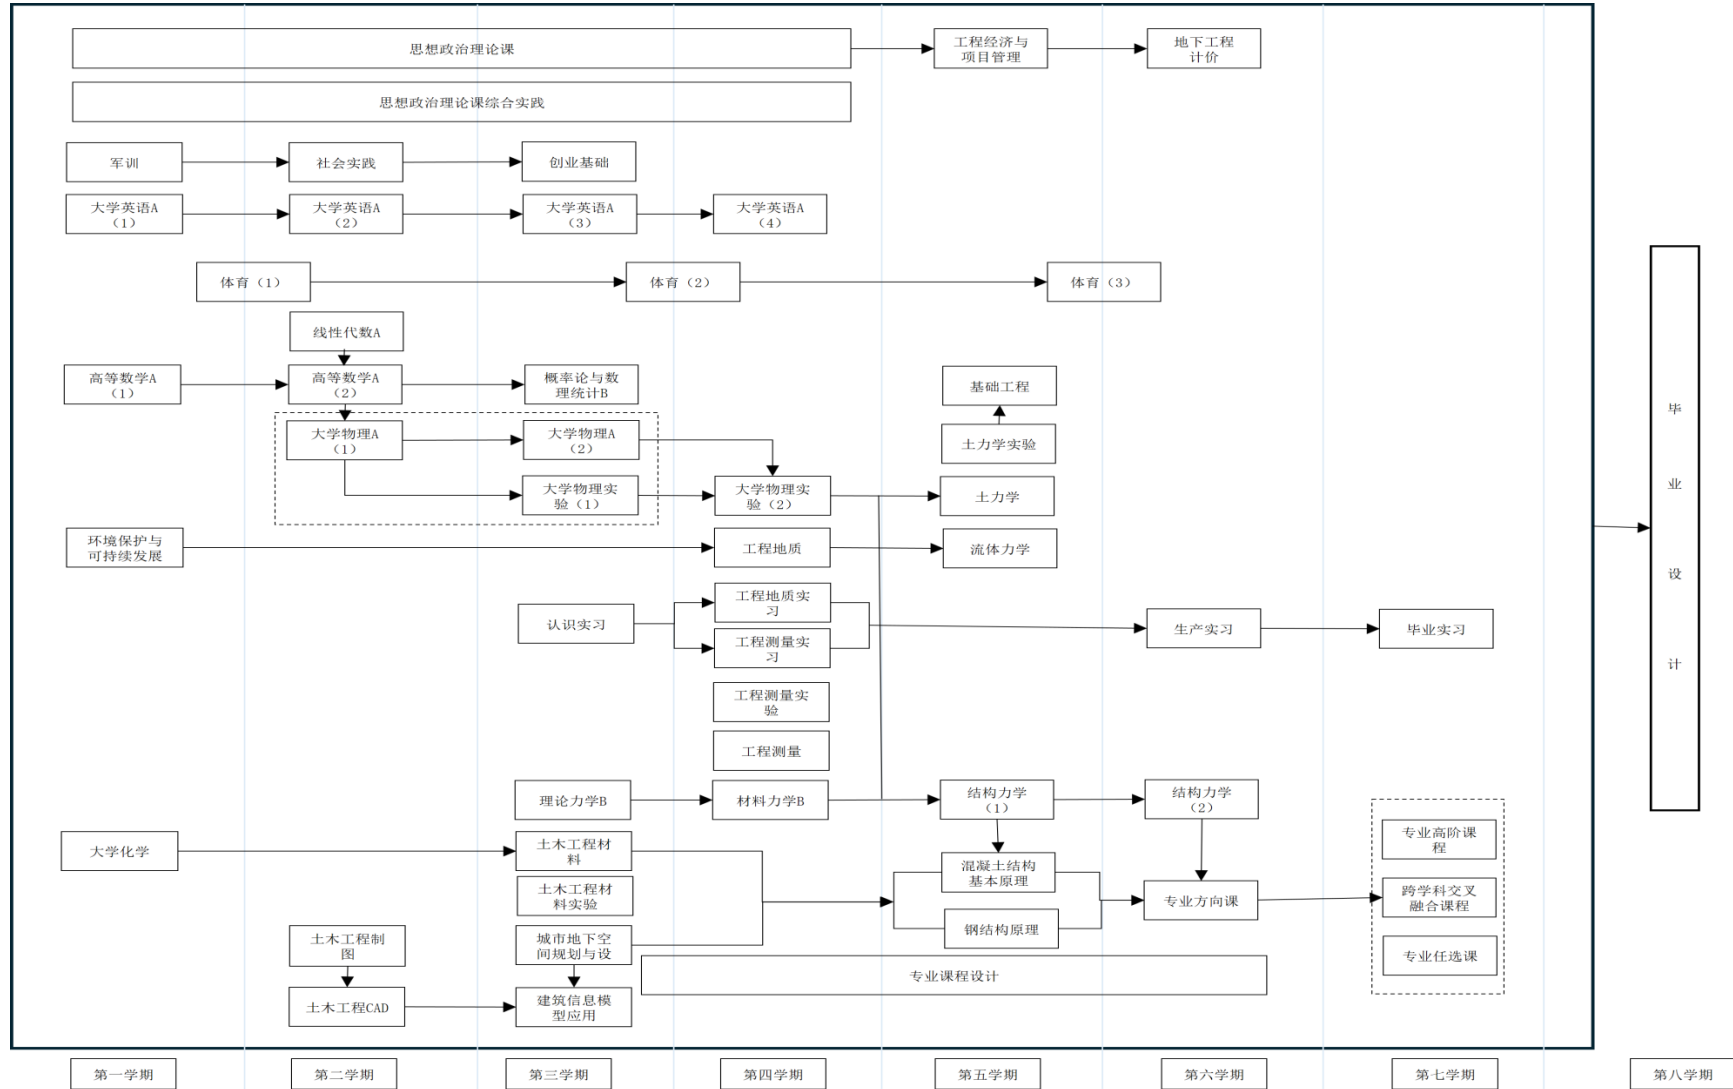 思想政治理论课
工程经济与
项目管理
地下工程
计价
思想政治理论课综合实践
军训
社会实践
创业基础
大学英语A
（1）
大学英语A
（2）
大学英语A
（3）
大学英语A
（4）
体育（1）
体育（2）
体育（3）
线性代数A
高等数学A
（1）
高等数学A
（2）
概率论与数
理统计B
基础工程
大学物理A
（1）
大学物理A
（2）
土力学实验
大学物理实
验（1）
大学物理实
验（2）
土力学
环境保护与
可持续发展
工程地质
流体力学
认识实习
工程地质实
习
工程测量实
习
生产实习
毕业实习
工程测量实
验
工程测量
理论力学B
材料力学B
结构力学
（1）
结构力学
（2）
大学化学
土木工程材
料
混凝土结构
基本原理
专业高阶课
程
土木工程材
料实验
专业方向课
跨学科交叉
融合课程
土木工程制
图
城市地下空
间规划与设
钢结构原理
专业任选课
专业课程设计
土木工程CAD
建筑信息模
型应用
毕
业
设
计
第一学期
第二学期
第三学期
第四学期
第五学期
第六学期
第七学期
第八学期